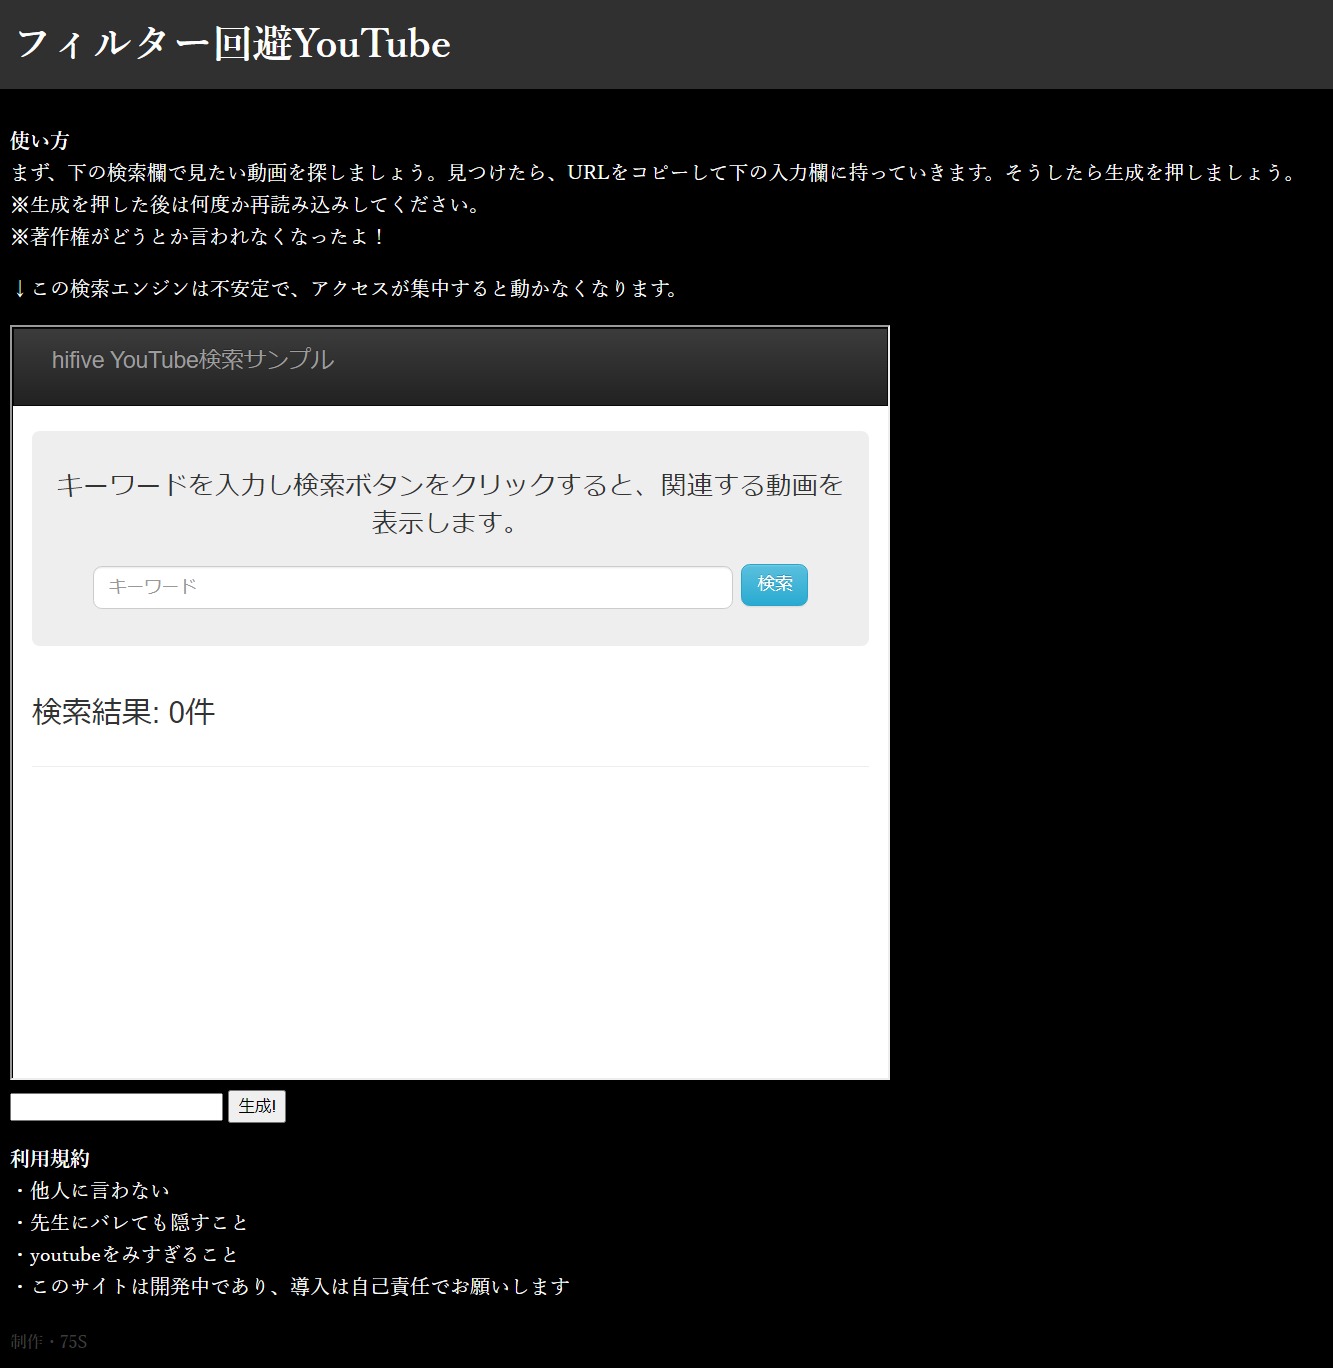 フィルター回避YouTube
使い方
まず、下の検索欄で見たい動画を探しましょう。見つけたら、URLをコピーして下の入力欄に持っていきます。そうしたら生成を押しましょう。
※生成を押した後は何度か再読み込みしてください。
※著作権がどうとか言われなくなったよ！
↓この検索エンジンは不安定で、アクセスが集中すると動かなくなります。
hifive YouTube検索サンプル
キーワードを入力し検索ボタンをクリックすると、関連する動画を
表示します。
キーワード 検索
検索結果: 0件
生成!
利用規約
・他人に言わない
・先生にバレても隠すこと
・youtubeをみすぎること
・このサイトは開発中であり、導入は自己責任でお願いします
制作・75S